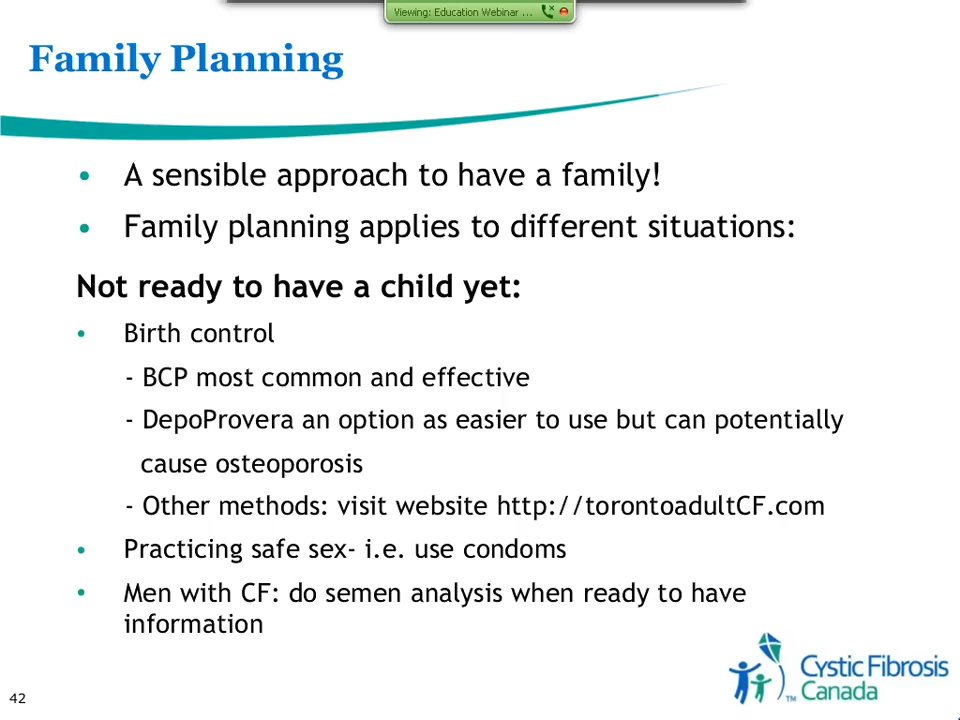 Viewing: Education Webinar ...
Family Planning
• A sensible approach to have a family!
• Family planning applies to different situations:
Not ready to have a child yet:
• Birth control
- BCP most common and effective
- DepoProvera an option as easier to use but can potentially
cause osteoporosis
- Other methods: visit website http://torontoadultCF.com
• Practicing safe sex- i.e. use condoms
• Men with CF: do semen analysis when ready to have
information
Cystic Fibrosis
TM Canada
42